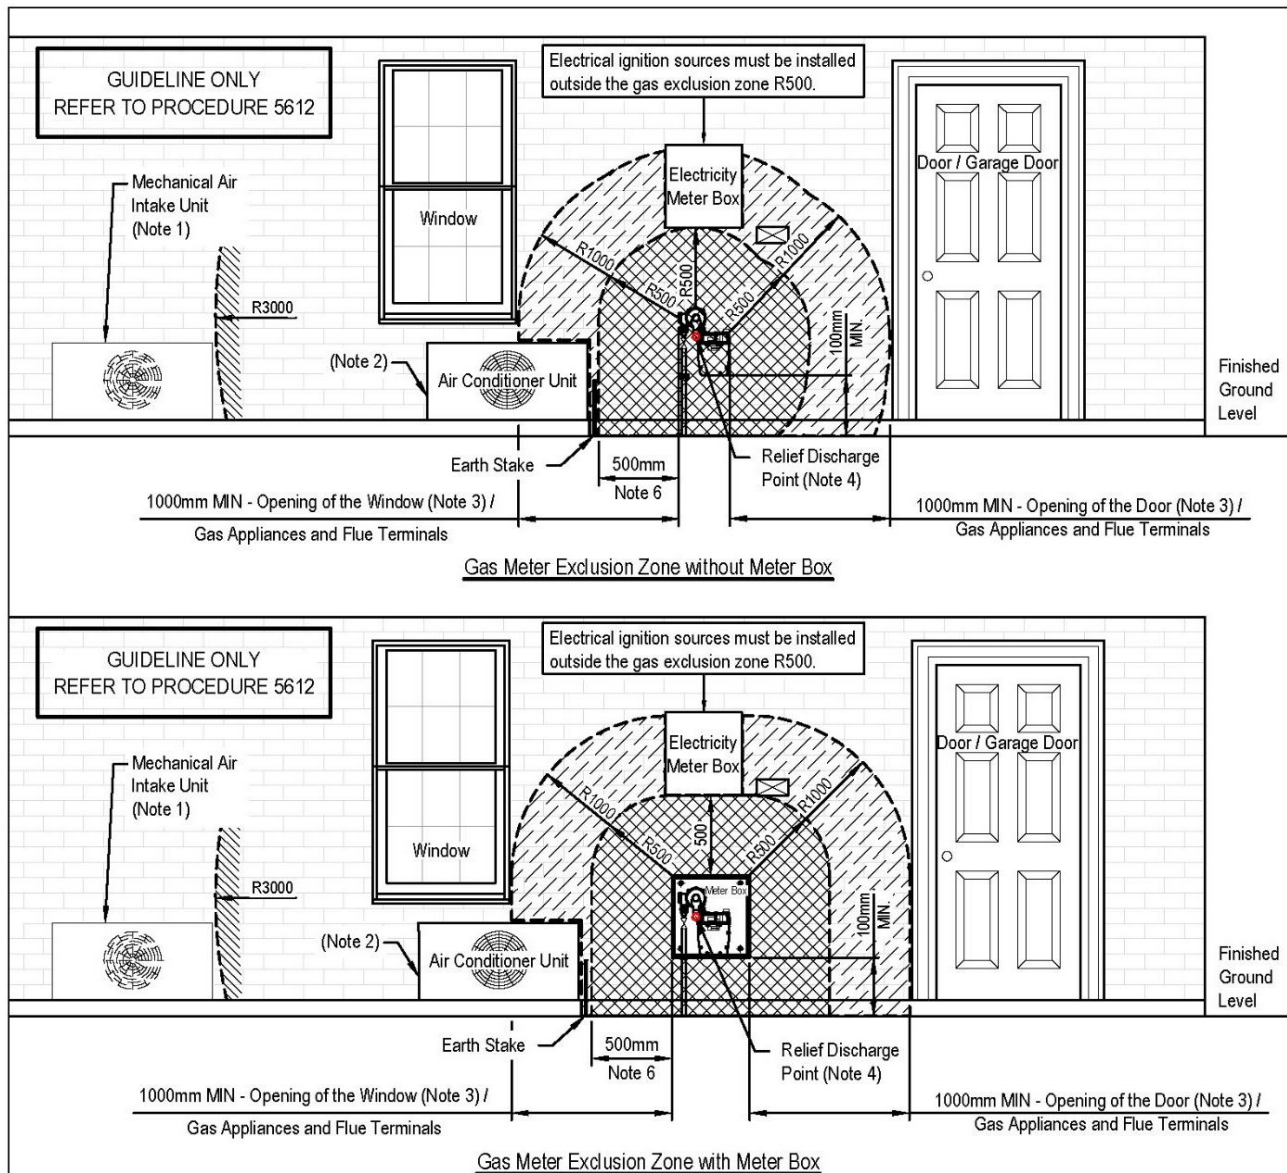 GUIDELINE ONLY
REFER TO PROCEDURE 5612
Electrical ignition sources must be installed
outside the gas exclusion zone R500.
Mechanical Air
Intake Unit
(Note 1)
Window
Electricity
Meter Box
Door / Garage Door
R3000
R1000
R500
R500
R1000
R500
100mm
MIN.
(Note 2)
Air Conditioner Unit
Finished
Ground
Level
Earth Stake
500mm
Note 6
Relief Discharge
Point (Note 4)
1000mm MIN - Opening of the Window (Note 3) /
Gas Appliances and Flue Terminals
1000mm MIN - Opening of the Door (Note 3) /
Gas Appliances and Flue Terminals
Gas Meter Exclusion Zone without Meter Box
GUIDELINE ONLY
REFER TO PROCEDURE 5612
Electrical ignition sources must be installed
outside the gas exclusion zone R500.
Mechanical Air
Intake Unit
(Note 1)
Window
Electricity
Meter Box
Door / Garage Door
R3000
R1000
R500
500
R1000
R500
Meter Box
100mm
MIN.
(Note 2)
Air Conditioner Unit
Finished
Ground
Level
Earth Stake
500mm
Note 6
Relief Discharge
Point (Note 4)
1000mm MIN - Opening of the Window (Note 3) /
Gas Appliances and Flue Terminals
1000mm MIN - Opening of the Door (Note 3) /
Gas Appliances and Flue Terminals
Gas Meter Exclusion Zone with Meter Box